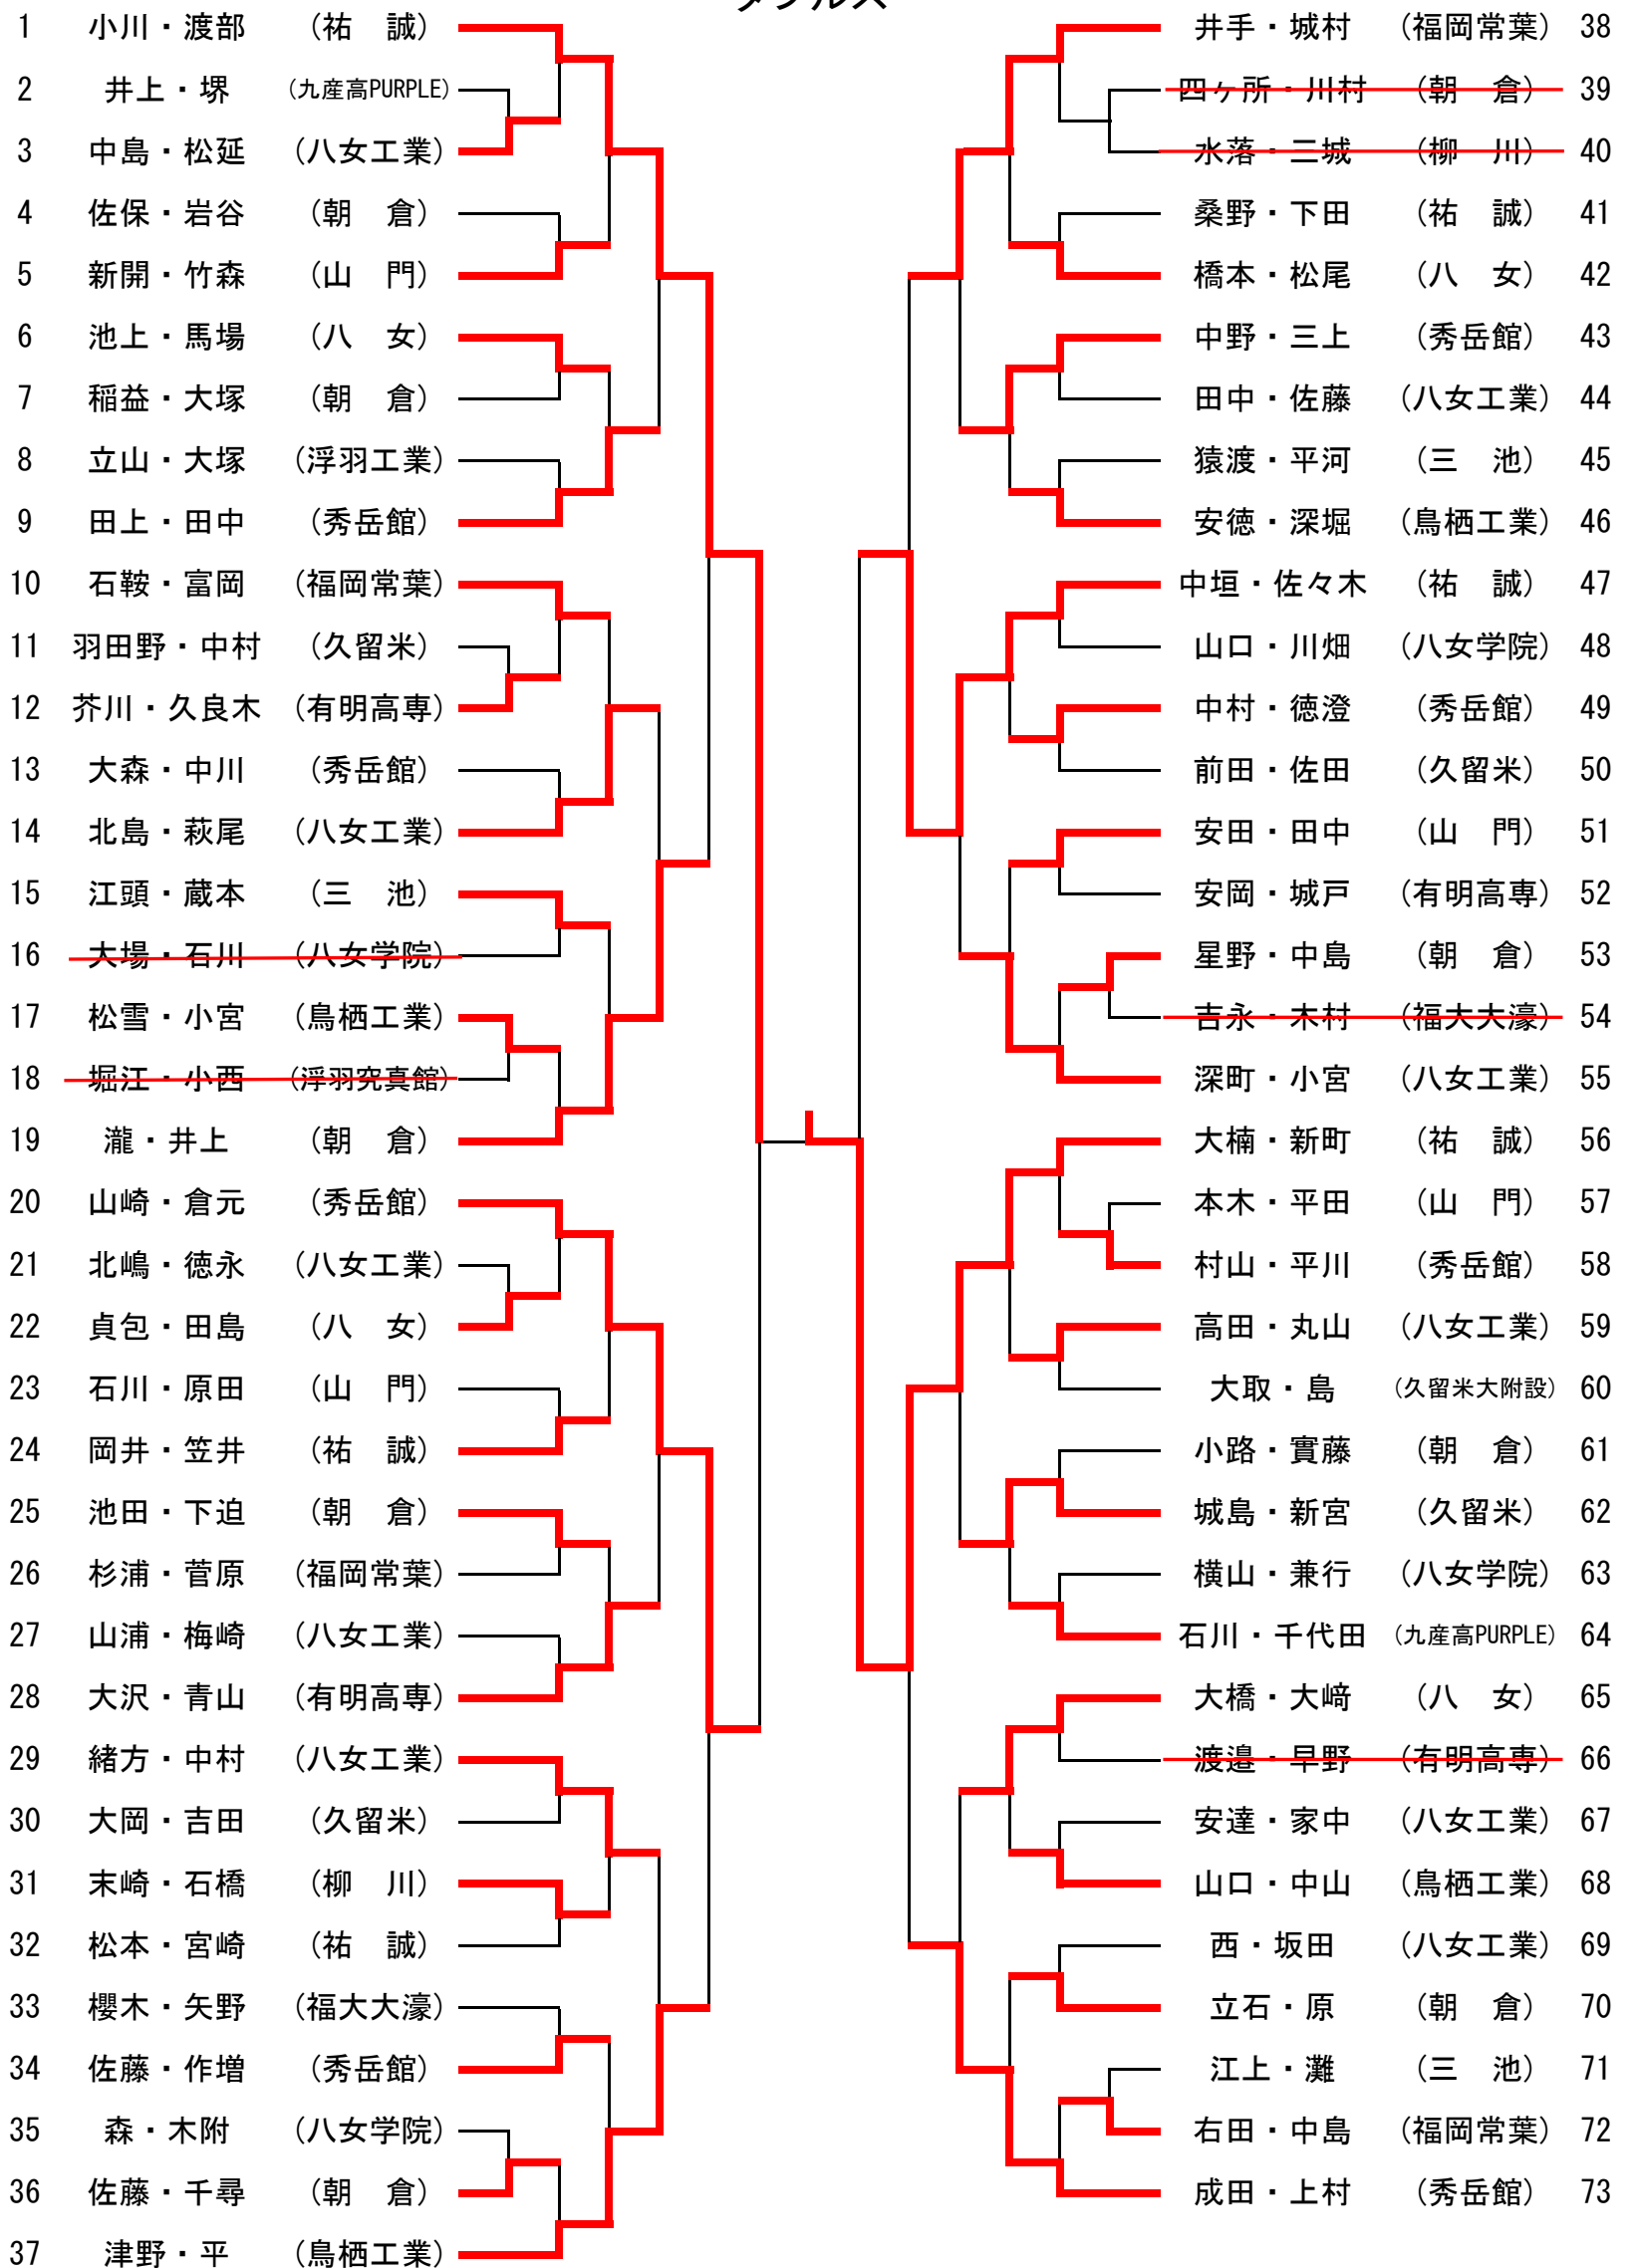 ダブルス
1 小川・渡部 (祐 誠)
2 井上・堺 (九産高PURPLE)
3 中島・松延 (八女工業)
4 佐保・岩谷 (朝 倉)
5 新開・竹森 (山 門)
6 池上・馬場 (八 女)
7 稲益・大塚 (朝 倉)
8 立山・大塚 (浮羽工業)
9 田上・田中 (秀岳館)
10 石鞍・富岡 (福岡常葉)
11 羽田野・中村 (久留米)
12 芥川・久良木 (有明高専)
13 大森・中川 (秀岳館)
14 北島・萩尾 (八女工業)
15 江頭・蔵本 (三 池)
16 大場・石川 (八女学院)
17 松雪・小宮 (鳥栖工業)
18 堀江・小西 (浮羽究真館)
19 瀧・井上 (朝 倉)
20 山崎・倉元 (秀岳館)
21 北嶋・徳永 (八女工業)
22 貞包・田島 (八 女)
23 石川・原田 (山 門)
24 岡井・笠井 (祐 誠)
25 池田・下迫 (朝 倉)
26 杉浦・菅原 (福岡常葉)
27 山浦・梅崎 (八女工業)
28 大沢・青山 (有明高専)
29 緒方・中村 (八女工業)
30 大岡・吉田 (久留米)
31 末崎・石橋 (柳 川)
32 松本・宮崎 (祐 誠)
33 櫻木・矢野 (福大大濠)
34 佐藤・作増 (秀岳館)
35 森・木附 (八女学院)
36 佐藤・千尋 (朝 倉)
37 津野・平 (鳥栖工業)
井手・城村 (福岡常葉) 38
四ヶ所・川村 (朝 倉) 39
水落・三城 (柳 川) 40
桑野・下田 (祐 誠) 41
橋本・松尾 (八 女) 42
中野・三上 (秀岳館) 43
田中・佐藤 (八女工業) 44
猿渡・平河 (三 池) 45
安徳・深堀 (鳥栖工業) 46
中垣・佐々木 (祐 誠) 47
山口・川畑 (八女学院) 48
中村・徳澄 (秀岳館) 49
前田・佐田 (久留米) 50
安田・田中 (山 門) 51
安岡・城戸 (有明高専) 52
星野・中島 (朝 倉) 53
吉永・木村 (福大大濠) 54
深町・小宮 (八女工業) 55
大楠・新町 (祐 誠) 56
本木・平田 (山 門) 57
村山・平川 (秀岳館) 58
高田・丸山 (八女工業) 59
大取・島 (久留米大附設) 60
小路・實藤 (朝 倉) 61
城島・新宮 (久留米) 62
横山・兼行 (八女学院) 63
石川・千代田 (九産高PURPLE) 64
大橋・大﨑 (八 女) 65
渡邉・早野 (有明高専) 66
安達・家中 (八女工業) 67
山口・中山 (鳥栖工業) 68
西・坂田 (八女工業) 69
立石・原 (朝 倉) 70
江上・灘 (三 池) 71
右田・中島 (福岡常葉) 72
成田・上村 (秀岳館) 73